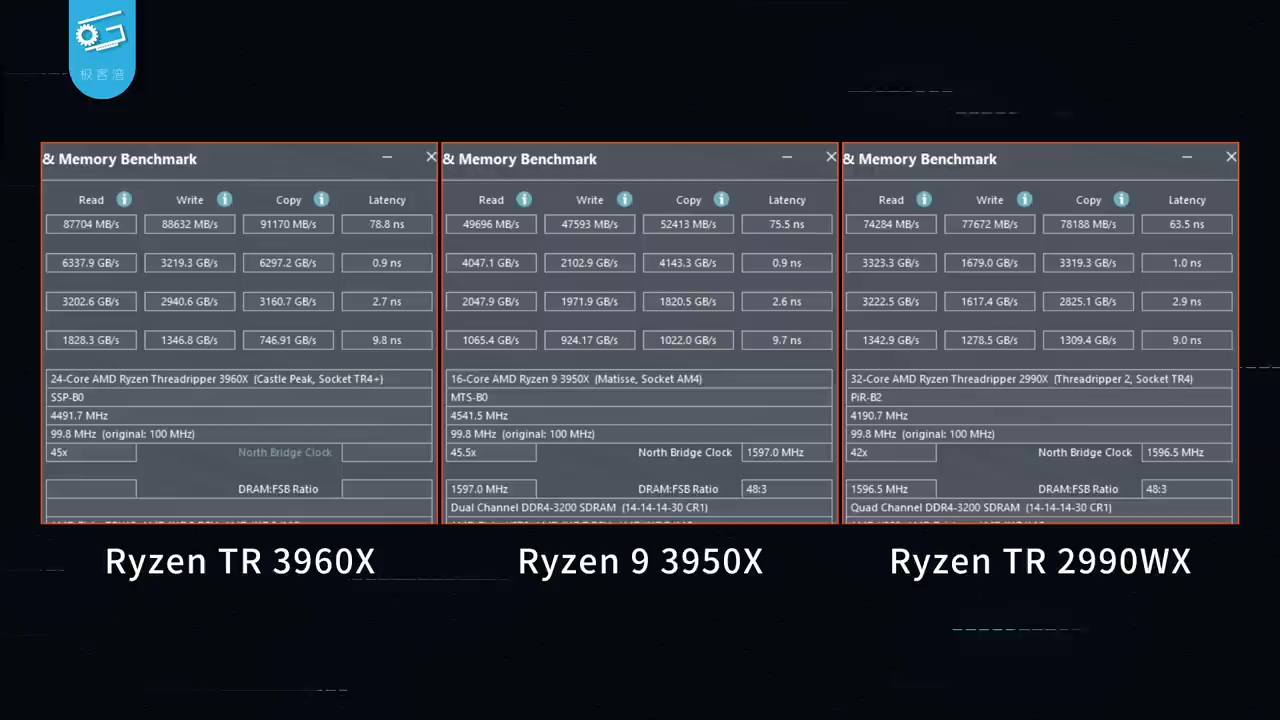 极客湾
& Memory Benchmark
Read Write Copy Latency
87704 MB/s 88632 MB/s 91170 MB/s 78.8 ns
6337.9 GB/s 3219.3 GB/s 6297.2 GB/s 0.9 ns
3202.6 GB/s 2940.6 GB/s 3160.7 GB/s 2.7 ns
1828.3 GB/s 1346.8 GB/s 746.91 GB/s 9.8 ns
24-Core AMD Ryzen Threadripper 3960X (Castle Peak, Socket TR4+)
SSP-B0
4491.7 MHz
99.8 MHz (original: 100 MHz)
45x North Bridge Clock
DRAM:FSB Ratio
Ryzen TR 3960X
& Memory Benchmark
Read Write Copy Latency
49696 MB/s 47593 MB/s 52413 MB/s 75.5 ns
4047.1 GB/s 2102.9 GB/s 4143.3 GB/s 0.9 ns
2047.9 GB/s 1971.9 GB/s 1820.5 GB/s 2.6 ns
1065.4 GB/s 924.17 GB/s 1022.0 GB/s 9.7 ns
16-Core AMD Ryzen 9 3950X (Matisse, Socket AM4)
MTS-B0
4541.5 MHz
99.8 MHz (original: 100 MHz)
45.5x North Bridge Clock 1597.0 MHz
1597.0 MHz DRAM:FSB Ratio 48:3
Dual Channel DDR4-3200 SDRAM (14-14-14-30 CR1)
Ryzen 9 3950X
& Memory Benchmark
Read Write Copy Latency
74284 MB/s 77672 MB/s 78188 MB/s 63.5 ns
3323.3 GB/s 1679.0 GB/s 3319.3 GB/s 1.0 ns
3222.5 GB/s 1617.4 GB/s 2825.1 GB/s 2.9 ns
1342.9 GB/s 1278.5 GB/s 1309.4 GB/s 9.0 ns
32-Core AMD Ryzen Threadripper 2990X (Threadripper 2, Socket TR4)
PiR-B2
4190.7 MHz
99.8 MHz (original: 100 MHz)
42x North Bridge Clock 1596.5 MHz
1596.5 MHz DRAM:FSB Ratio 48:3
Quad Channel DDR4-3200 SDRAM (14-14-14-30 CR1)
Ryzen TR 2990WX